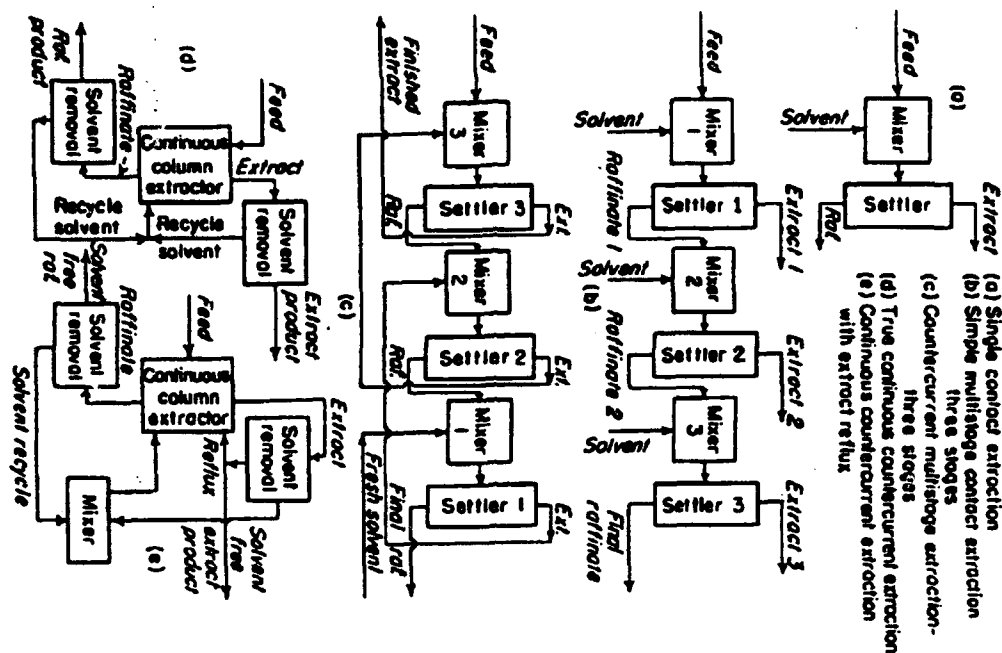 (a)
Feed
Mixer
Solvent
Settler
Extract
Raf
(a) Simple contact extraction
(b) Simple multistage contact extraction
three stages
(c) Countercurrent multistage extraction-
three stages
(d) True continuous countercurrent extraction
(e) Continuous countercurrent extraction
with extract reflux
Feed
Mixer
1
Solvent
Settler 1
Extract 1
Raffinate 1
Solvent
Mixer
2
(b)
Settler 2
Extract 2
Raffinate 2
Solvent
Mixer
3
Settler 3
Extract 3
Final
raffinate
Feed
Finished
extract
Mixer
3
Settler 3
Ext.
Raf.
Mixer
2
(c)
Settler 2
Ext.
Raf.
Mixer
1
Settler 1
Ext.
Final raf
Fresh solvent
(d)
Feed
Continuous
column
extractor
Extract
Solvent
removal
Extract
product
Recycle
solvent
Recycle
solvent
Raffinate
Solvent
removal
Raf.
product
Feed
Continuous
column
extractor
Extract
Solvent
removal
Reflux
Solvent
free
extract
product
Raffinate
Solvent
removal
Solvent
free
raf.
Solvent recycle
Mixer
(e)